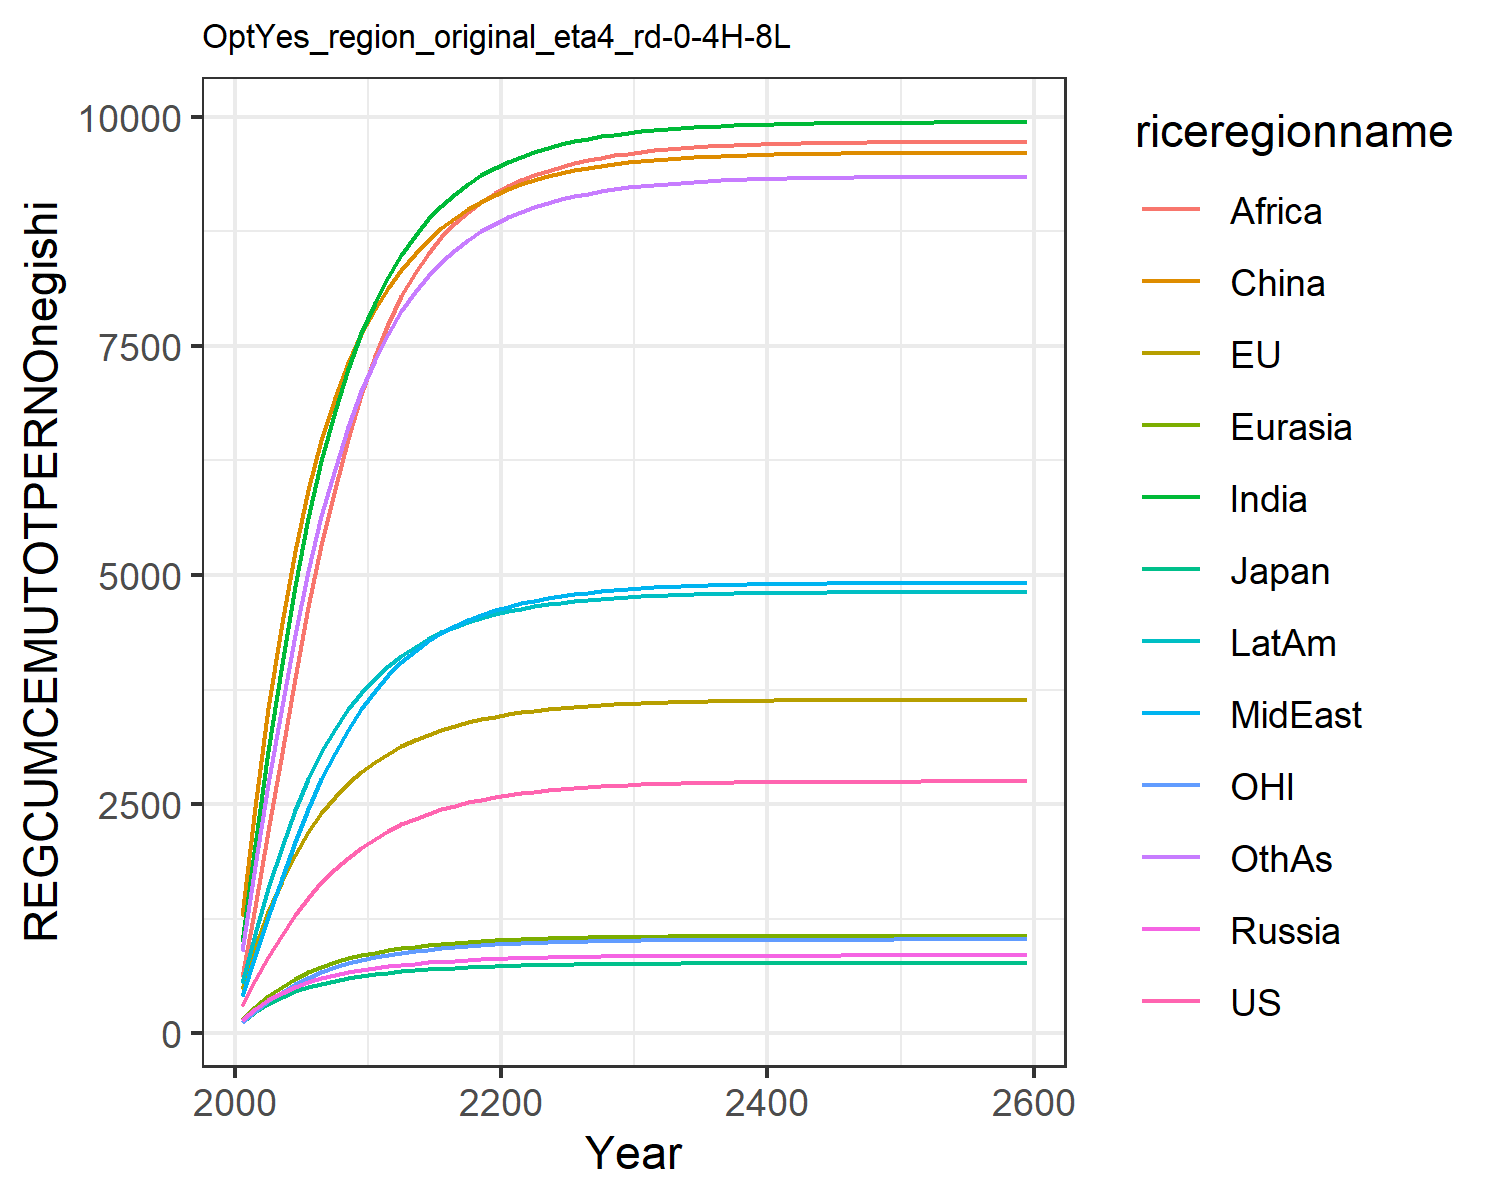 OptYes_region_original_eta4_rd-0-4H-8L
REGCUMCEMUTOTPERNOnegishi
10000
7500
5000
2500
0
2000
2200
2400
2600
Year
riceregionname
Africa
China
EU
Eurasia
India
Japan
LatAm
MidEast
OHI
OthAs
Russia
US